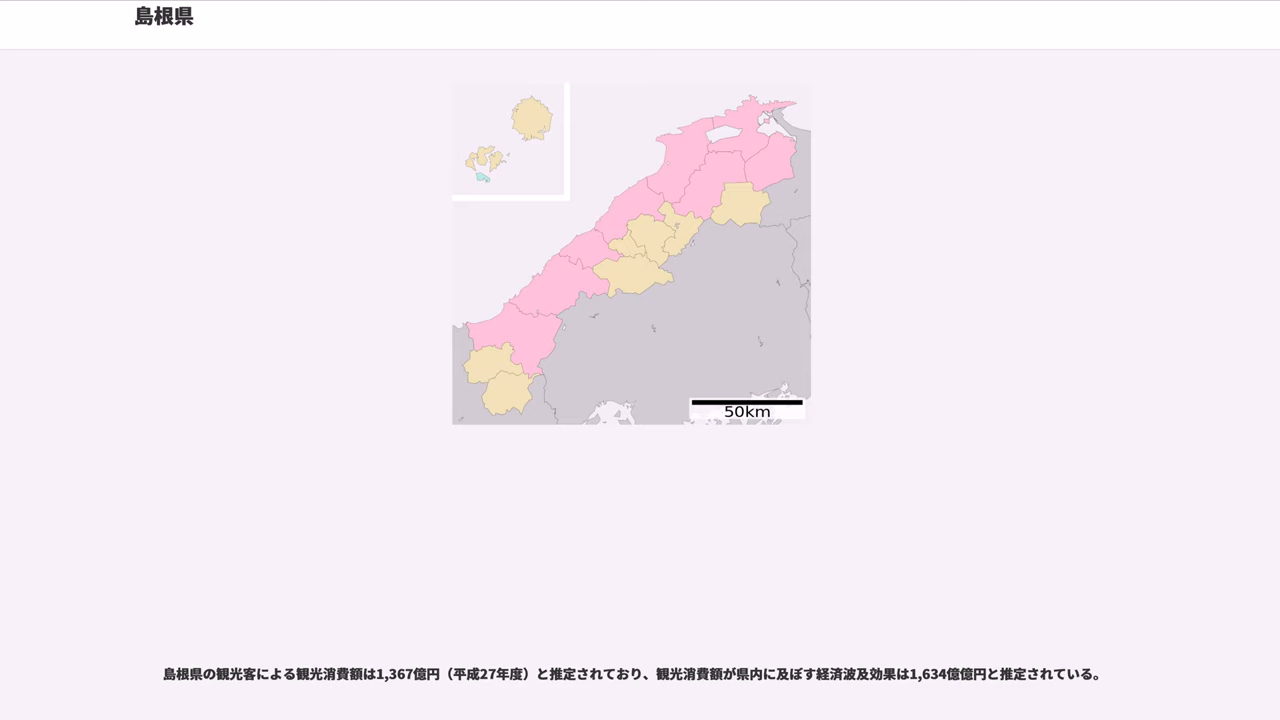 島根県
50km
島根県の観光客による観光消費額は1,367億円（平成27年度）と推定されており、観光消費額が県内に及ぼす経済波及効果は1,634億億円と推定されている。